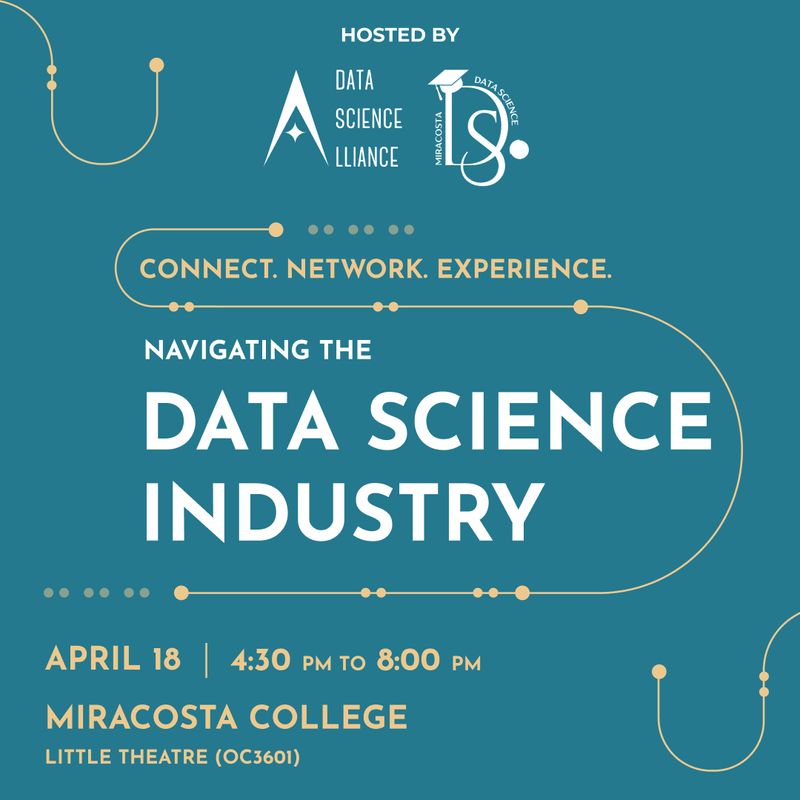 HOSTED BY
DATA
SCIENCE
LLIANCE
MIRACOSTA
DATA SCIENCE
DS
CONNECT. NETWORK. EXPERIENCE.
NAVIGATING THE
DATA SCIENCE
INDUSTRY
APRIL 18 | 4:30 PM TO 8:00 PM
MIRACOSTA COLLEGE
LITTLE THEATRE (OC3601)